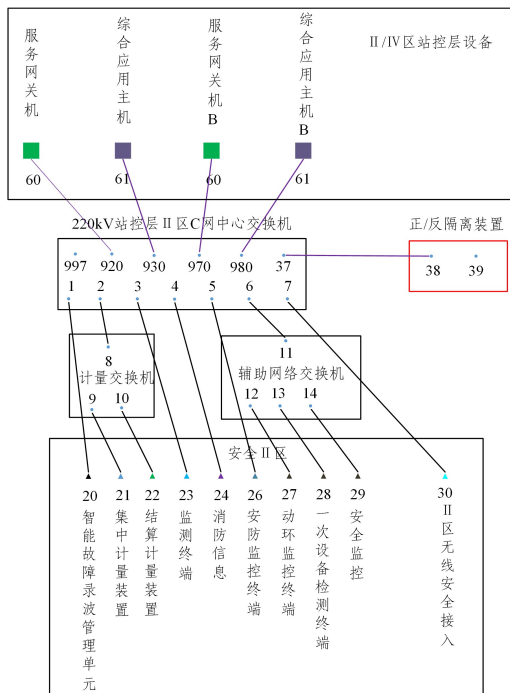 II/IV区站控层设备
服务网关机
综合应用主机
服务网关机B
综合应用主机B
60 61 60 61
220kV站控层II区C网中心交换机
正/反隔离装置
997 920 930 970 980 37
38 39
1 2 3 4 5 6 7
8
计量交换机
9 10
11
辅助网络交换机
12 13 14
安全II区
20 21 22 23 24 26 27 28 29 30
智能故障录波管理单元
集中计量装置
结算计量装置
监测终端
消防信息
安防监控终端
动环监控终端
一次设备检测终端
安全监控
II区无线安全接入